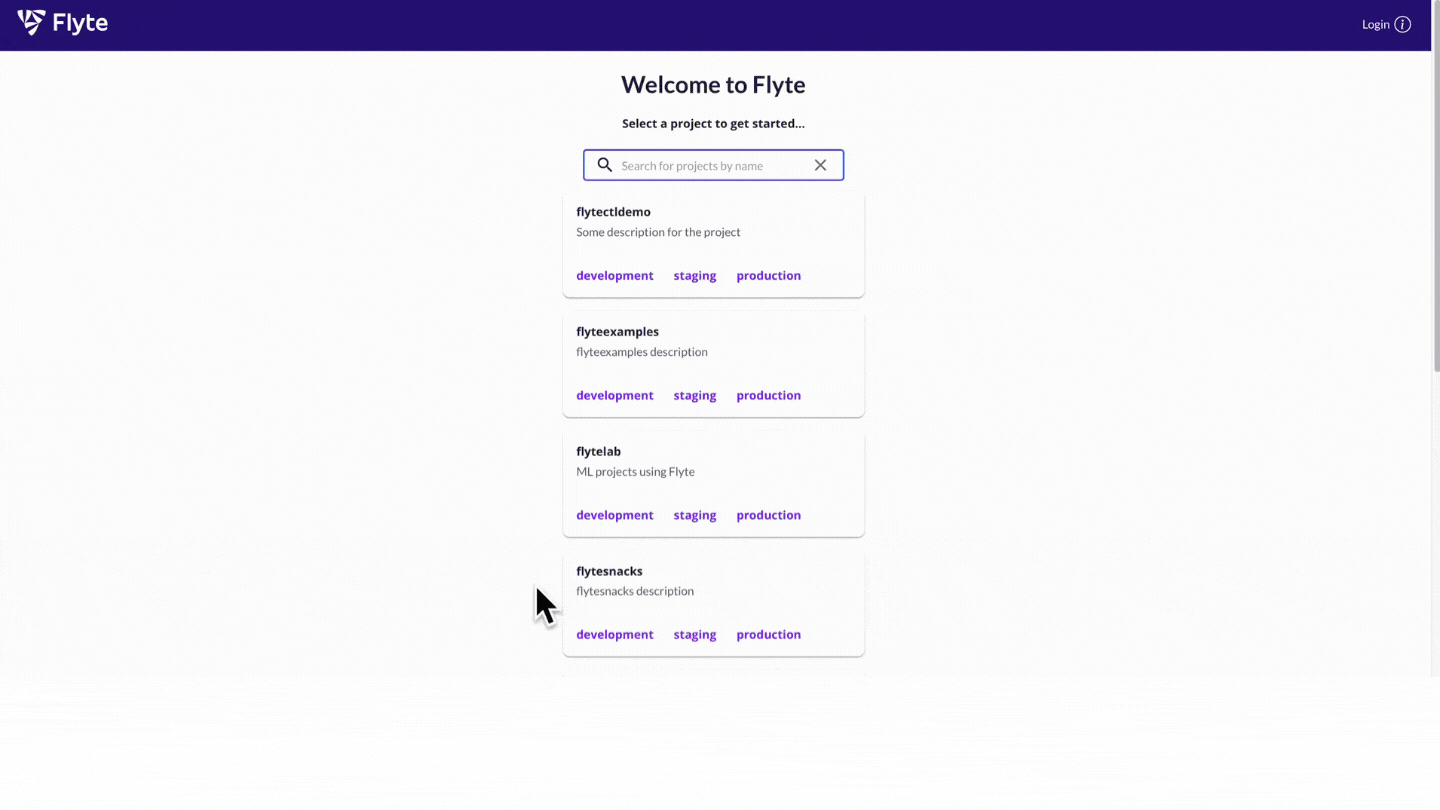 Flyte
Login
Welcome to Flyte
Select a project to get started...
Search for projects by name
flytectldemo
Some description for the project
development staging production
flyteexamples
flyteexamples description
development staging production
flytelab
ML projects using Flyte
development staging production
flytesnacks
flytesnacks description
development staging production